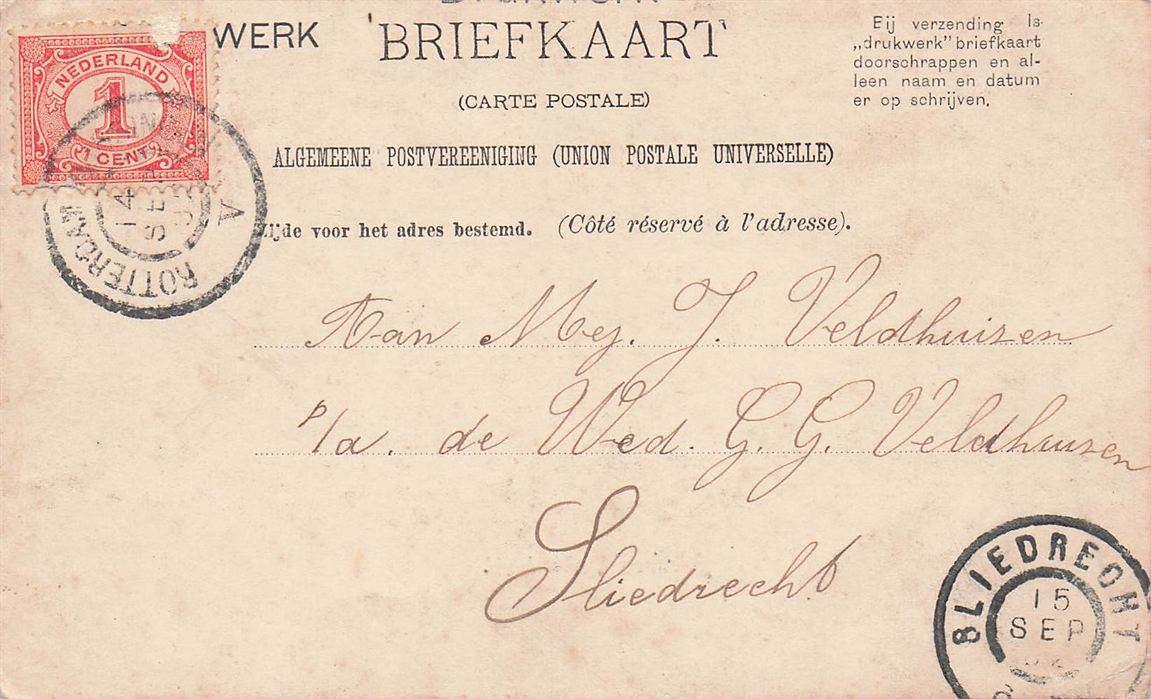 WERK
BRIEFKAART
(CARTE POSTALE)
ALGEMEENE POSTVEREENIGING (UNION POSTALE UNIVERSELLE)
Zijde voor het adres bestemd. (Côté réservé à l'adresse).
Bij verzending ls
„drukwerk" briefkaart
doorschrappen en al-
leen naam en datum
er op schrijven.
NEDERLAND
1
1 CENT
ROTTERDAM
14
SEP
A
Aan Mej. J. Veldhuizen
p/a. de Wed. G. G. Veldhuizen
Sliedrecht
SLIEDRECHT
15
SEP